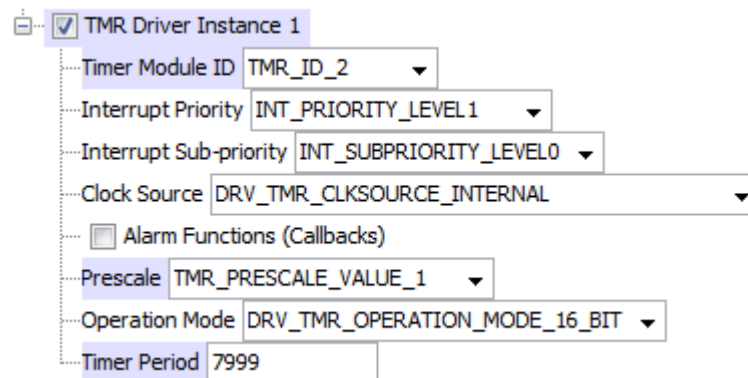 TMR Driver Instance 1
Timer Module ID TMR_ID_2
Interrupt Priority INT_PRIORITY_LEVEL1
Interrupt Sub-priority INT_SUBPRIORITY_LEVEL0
Clock Source DRV_TMR_CLKSOURCE_INTERNAL
Alarm Functions (Callbacks)
Prescale TMR_PRESCALE_VALUE_1
Operation Mode DRV_TMR_OPERATION_MODE_16_BIT
Timer Period 7999